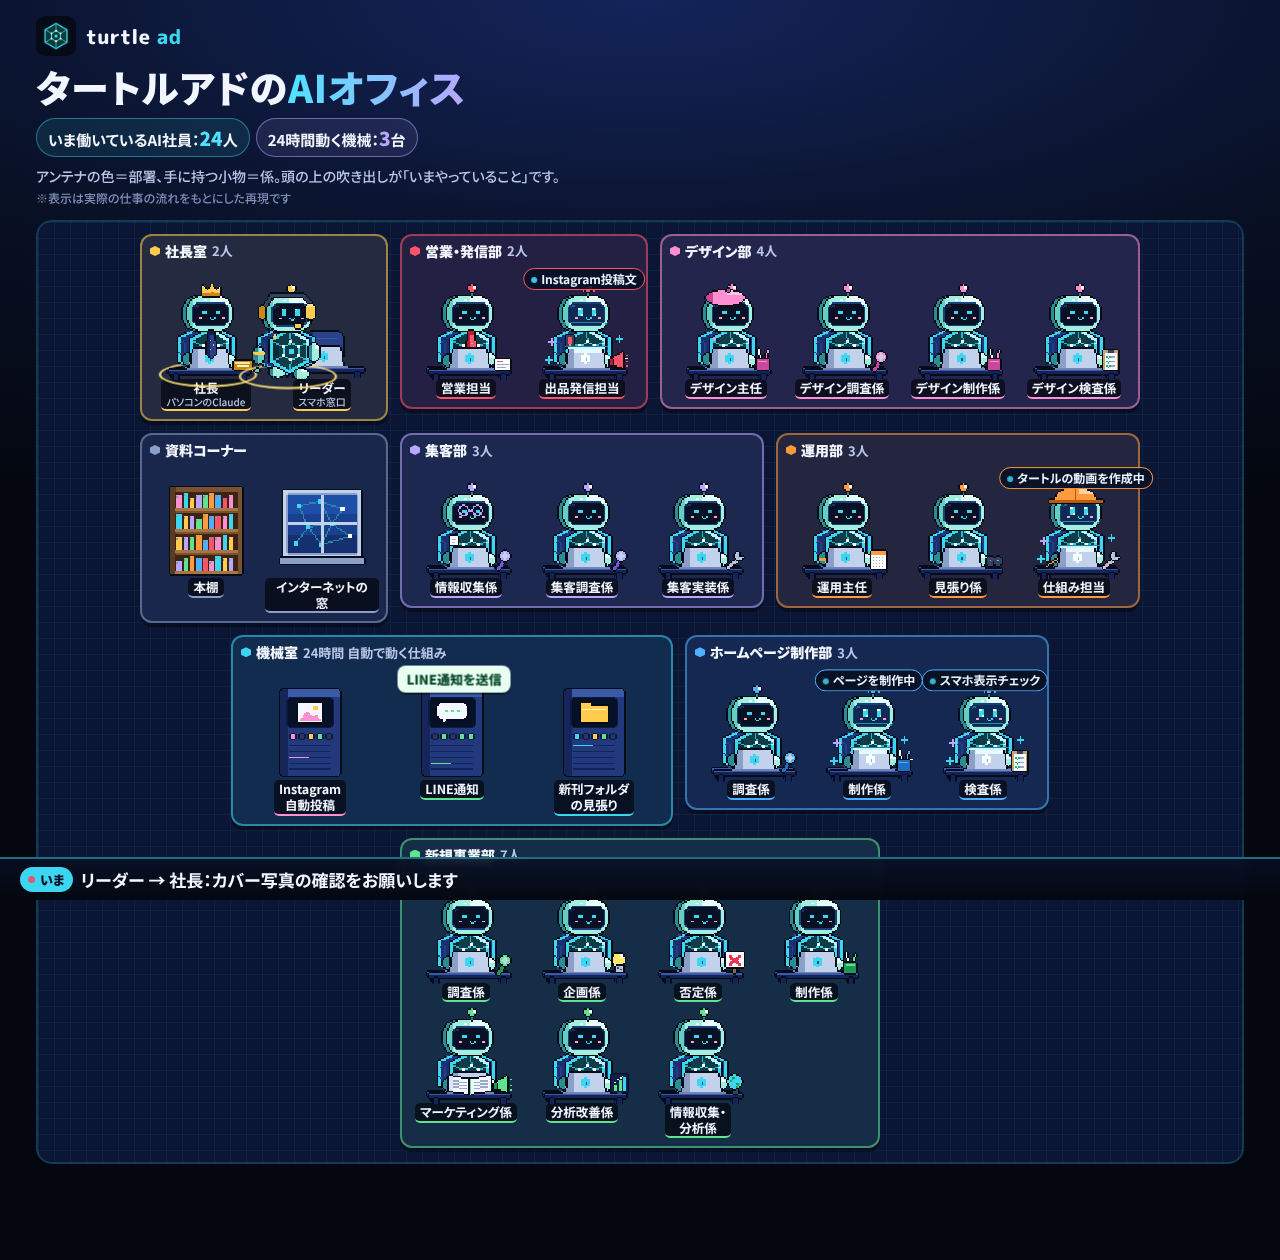 turtle ad
タートルアドのAIオフィス
いま働いているAI社員：24人
24時間動く機械：3台
アンテナの色＝部署、手に持つ小物＝係。頭の上の吹き出しが「いまやっていること」です。
※表示は実際の仕事の流れをもとにした再現です
社長室 2人
社長
パソコンのClaude
リーダー
スマホ窓口
営業・発信部 2人
Instagram投稿文
営業担当
出品発信担当
デザイン部 4人
デザイン主任
デザイン調査係
デザイン制作係
デザイン検査係
資料コーナー
本棚
インターネットの
窓
集客部 3人
情報収集係
集客調査係
集客実装係
運用部 3人
タートルの動画を作成中
運用主任
見張り係
仕組み担当
機械室 24時間 自動で動く仕組み
LINE通知を送信
Instagram
自動投稿
LINE通知
新刊フォルダ
の見張り
ホームページ制作部 3人
ページを制作中
スマホ表示チェック
調査係
制作係
検査係
新規事業部 7人
いま
リーダー → 社長：カバー写真の確認をお願いします
調査係
企画係
否定係
制作係
マーケティング係
分析改善係
情報収集・
分析係